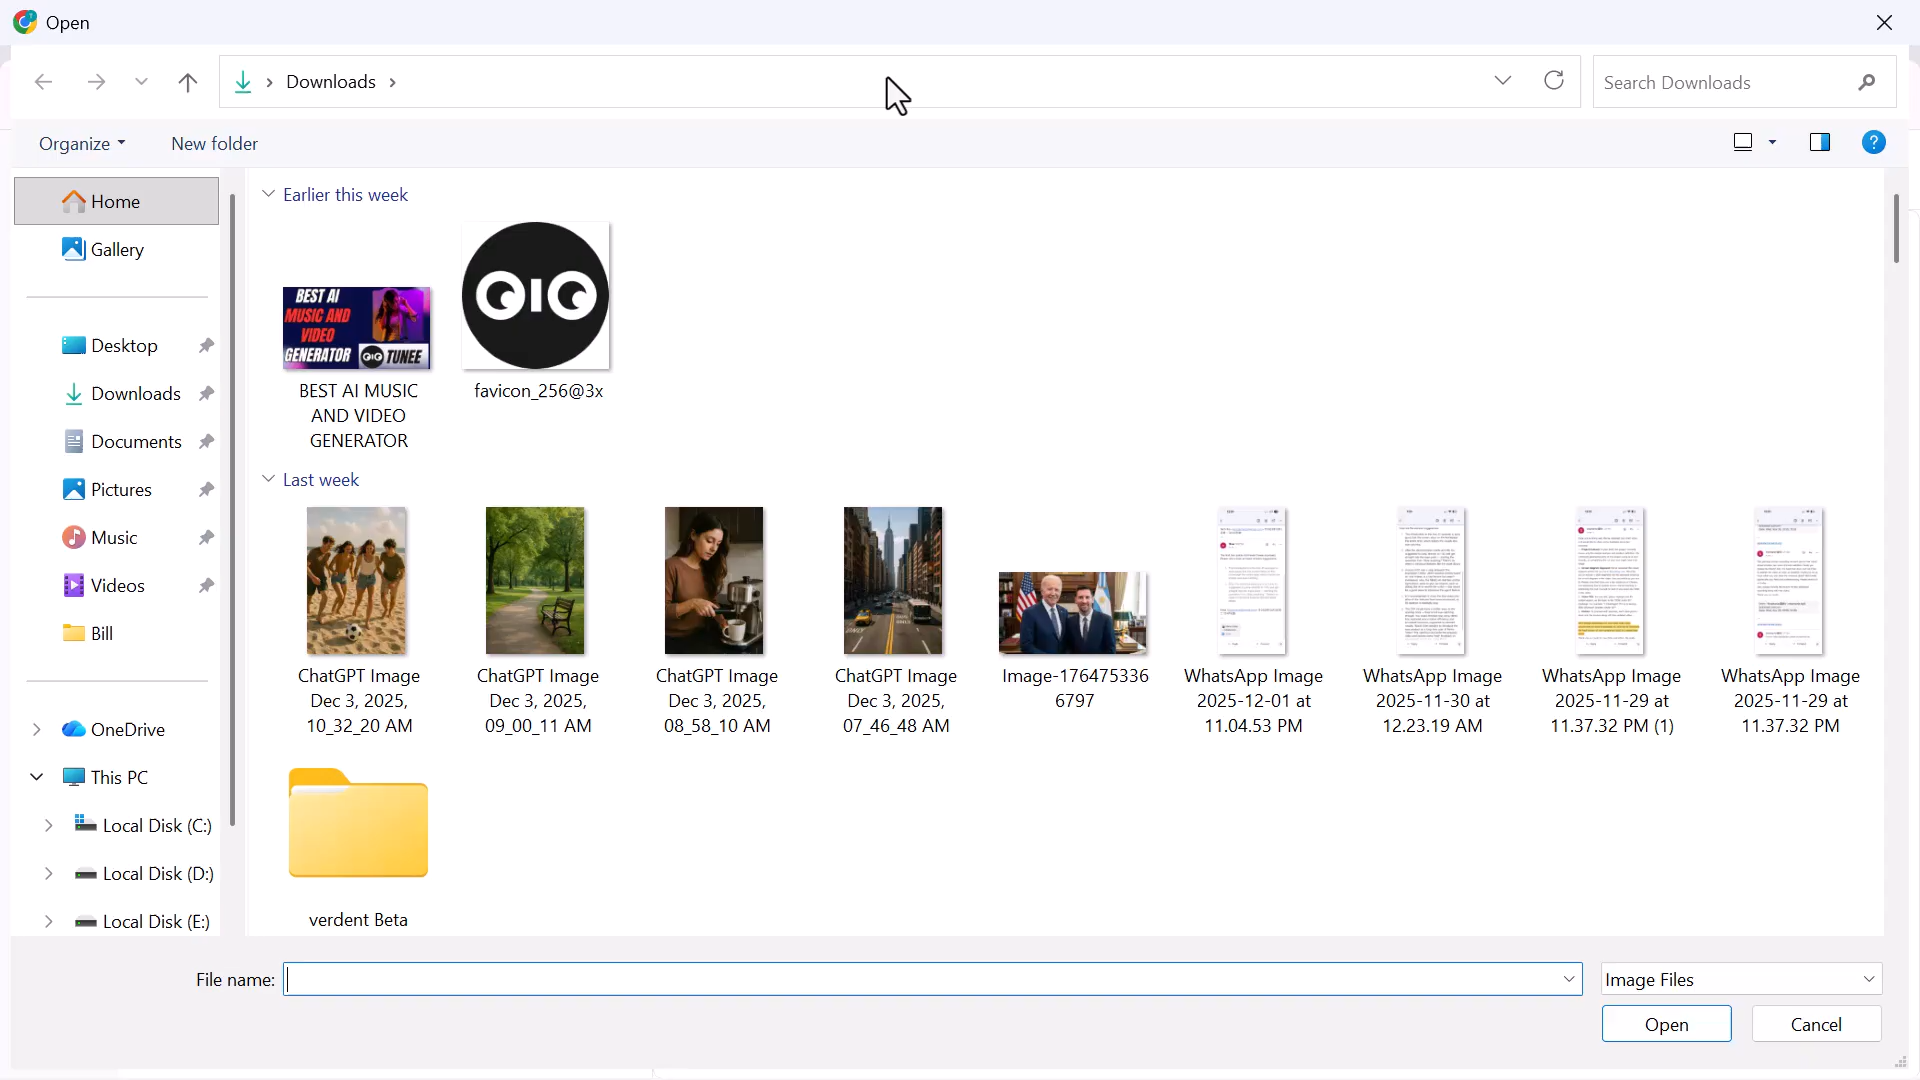 Open
Downloads
Search Downloads
Organize
New folder
Home
Gallery
Desktop
Downloads
Documents
Pictures
Music
Videos
Bill
OneDrive
This PC
Local Disk (C:)
Local Disk (D:)
Local Disk (E:)
Earlier this week
BEST AI
MUSIC AND
VIDEO
GENERATOR
TUNEE
BEST AI MUSIC
AND VIDEO
GENERATOR
favicon_256@3x
Last week
ChatGPT Image
Dec 3, 2025,
10_32_20 AM
ChatGPT Image
Dec 3, 2025,
09_00_11 AM
ChatGPT Image
Dec 3, 2025,
08_58_10 AM
ChatGPT Image
Dec 3, 2025,
07_46_48 AM
Image-176475336
6797
WhatsApp Image
2025-12-01 at
11.04.53 PM
WhatsApp Image
2025-11-30 at
12.23.19 AM
WhatsApp Image
2025-11-29 at
11.37.32 PM (1)
WhatsApp Image
2025-11-29 at
11.37.32 PM
verdent Beta
File name:
Image Files
Open
Cancel